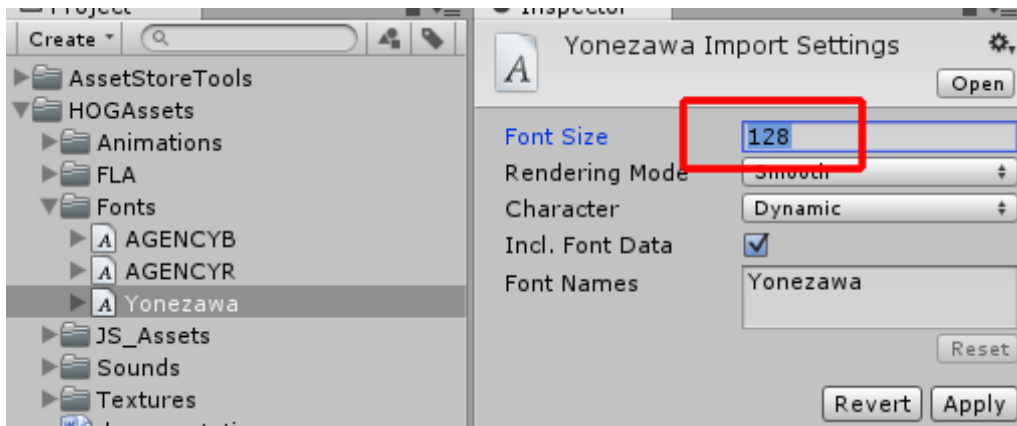 Project
Create
AssetStoreTools
HOGAssets
Animations
FLA
Fonts
AGENCYB
AGENCYR
Yonezawa
JS_Assets
Sounds
Textures
Inspector
Yonezawa Import Settings
Open
Font Size 128
Rendering Mode Smooth
Character Dynamic
Incl. Font Data
Font Names Yonezawa
Reset
Revert Apply